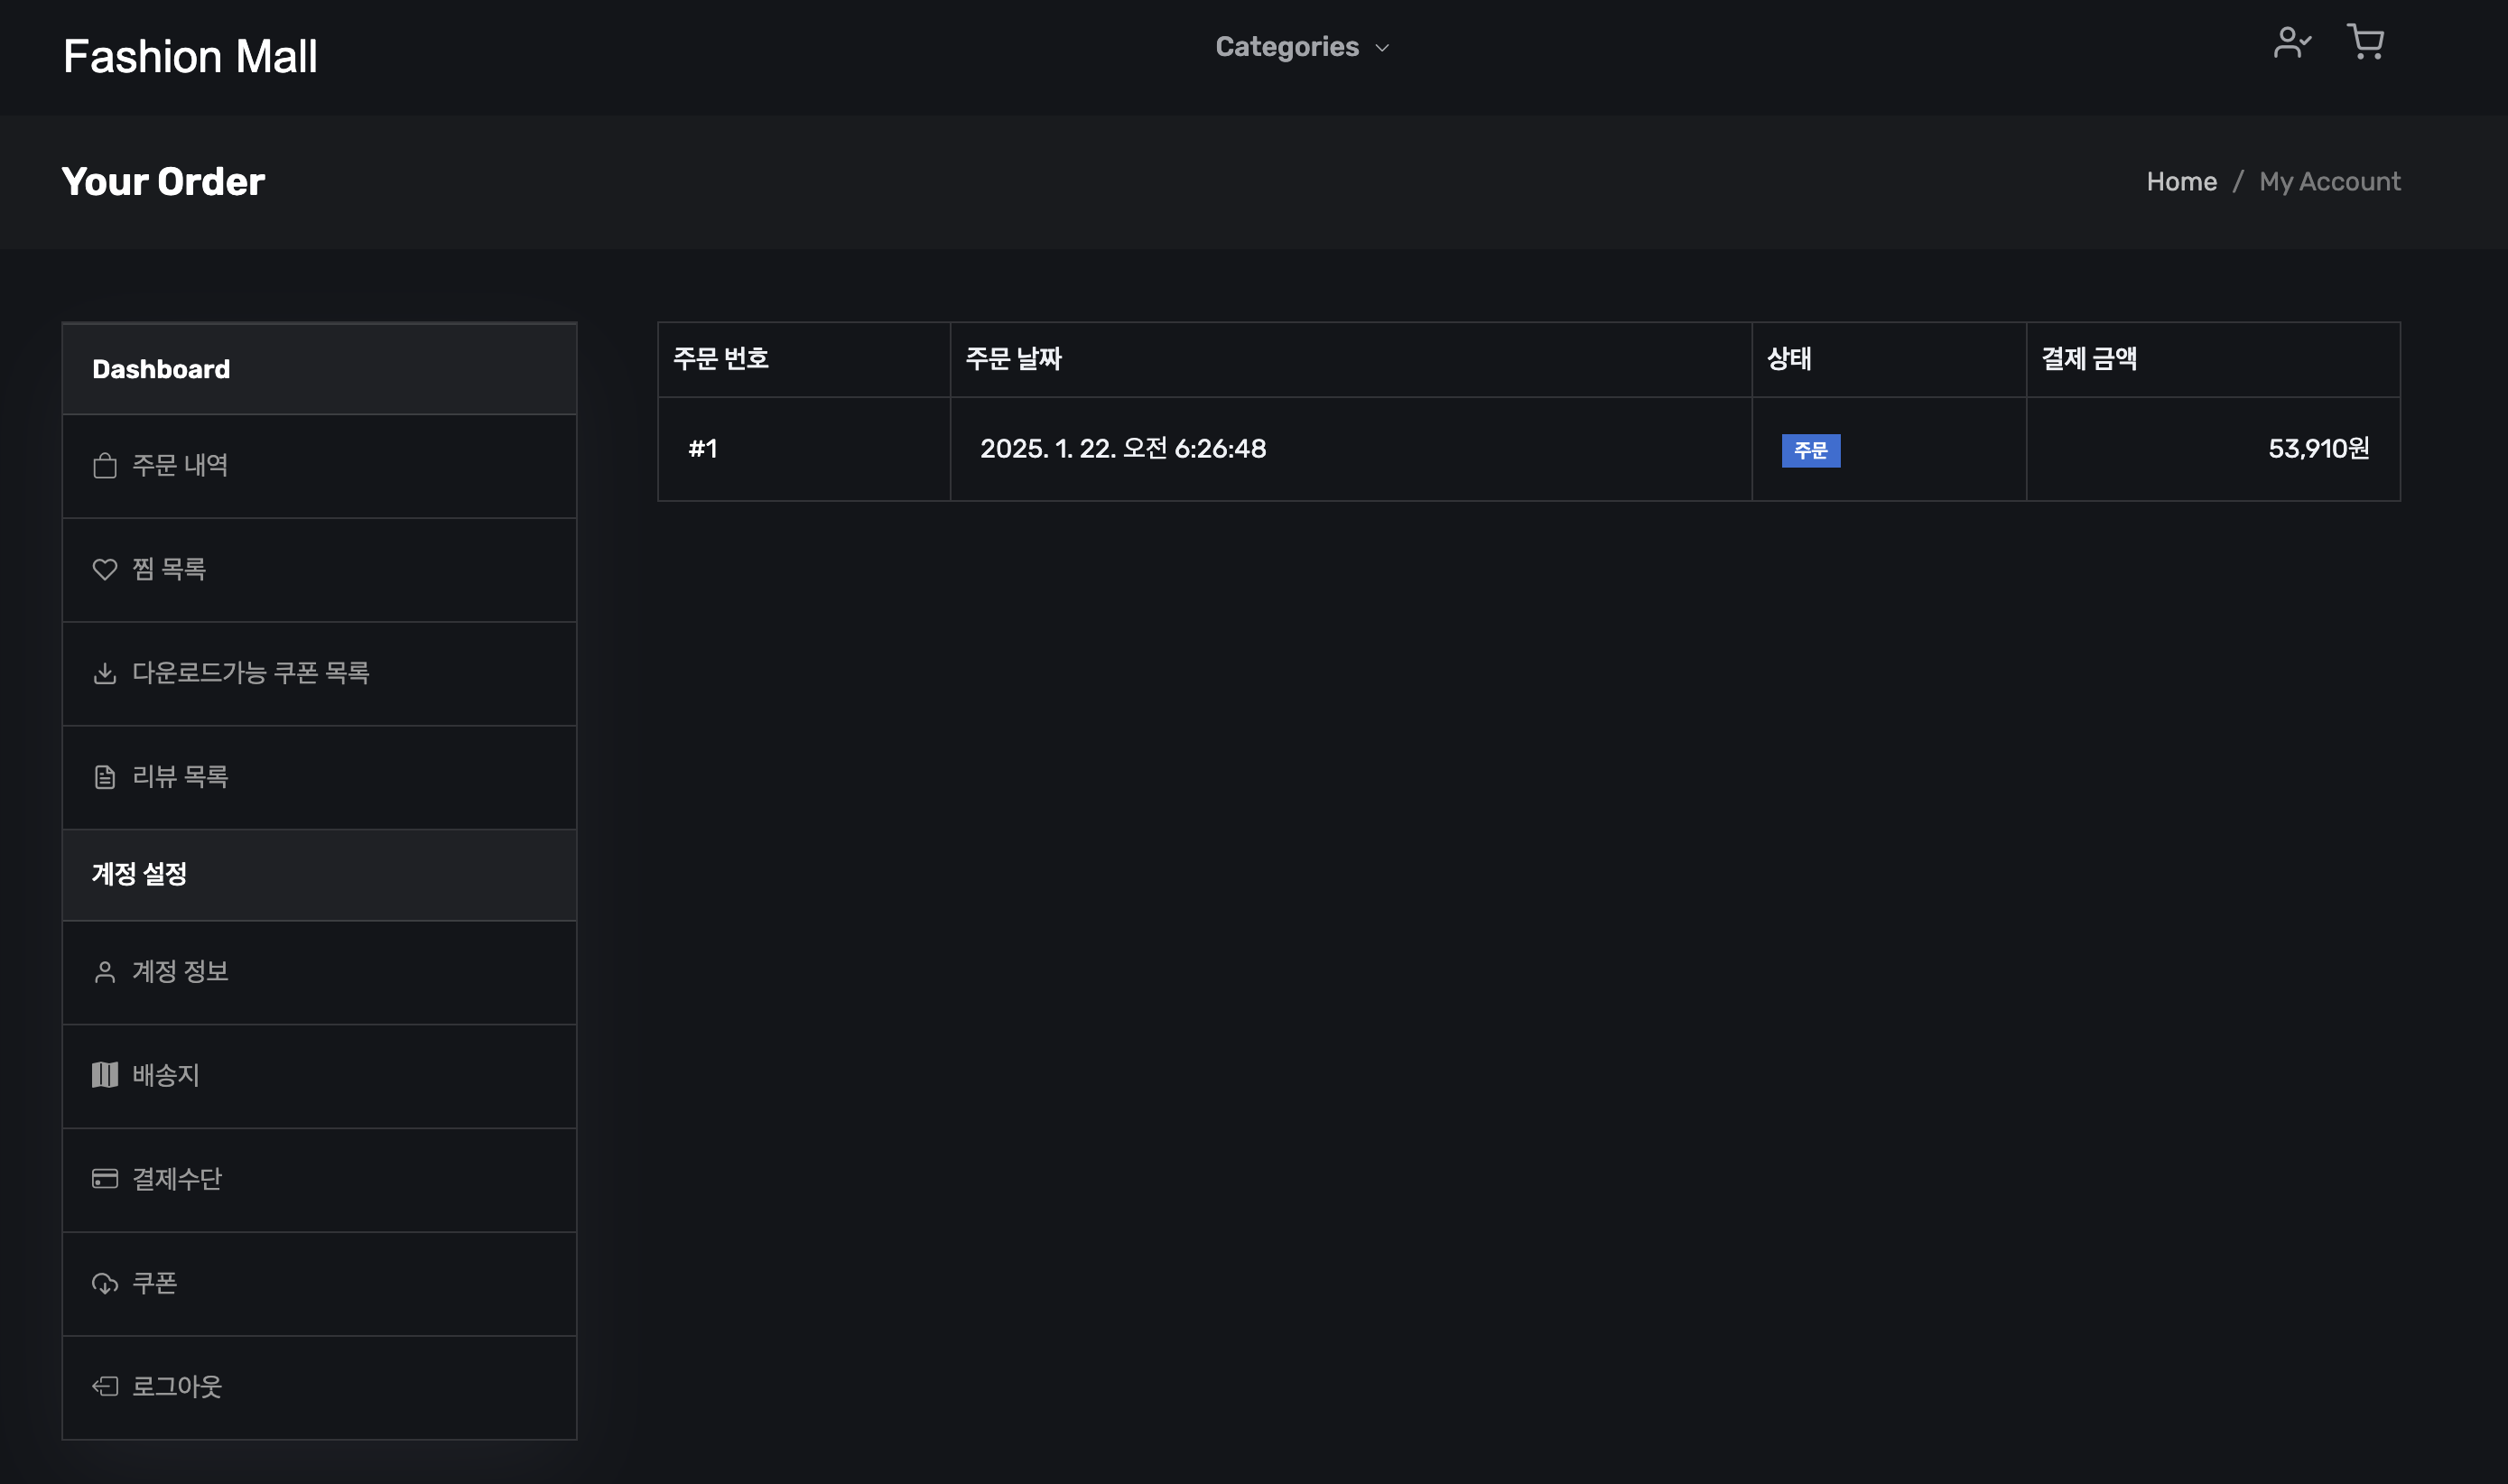 Fashion Mall
Categories
Your Order
Home / My Account
Dashboard
주문 내역
찜 목록
다운로드가능 쿠폰 목록
리뷰 목록
계정 설정
계정 정보
배송지
결제수단
쿠폰
로그아웃
주문 번호 주문 날짜 상태 결제 금액
#1 2025. 1. 22. 오전 6:26:48 주문 53,910원